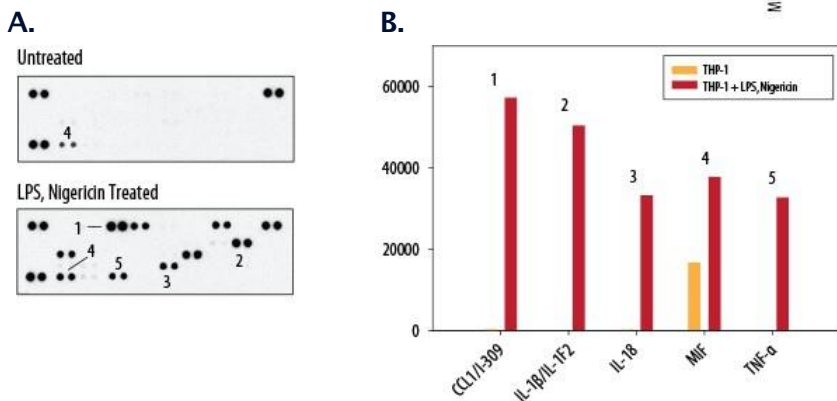 A.
Untreated
4
LPS, Nigericin Treated
1
4
5
3
2
B.
M
THP-1
THP-1 + LPS, Nigericin
60000
40000
20000
0
1
2
3
4
5
CCL1/I-309
IL-1β/IL-1F2
IL-18
MIF
TNF-α